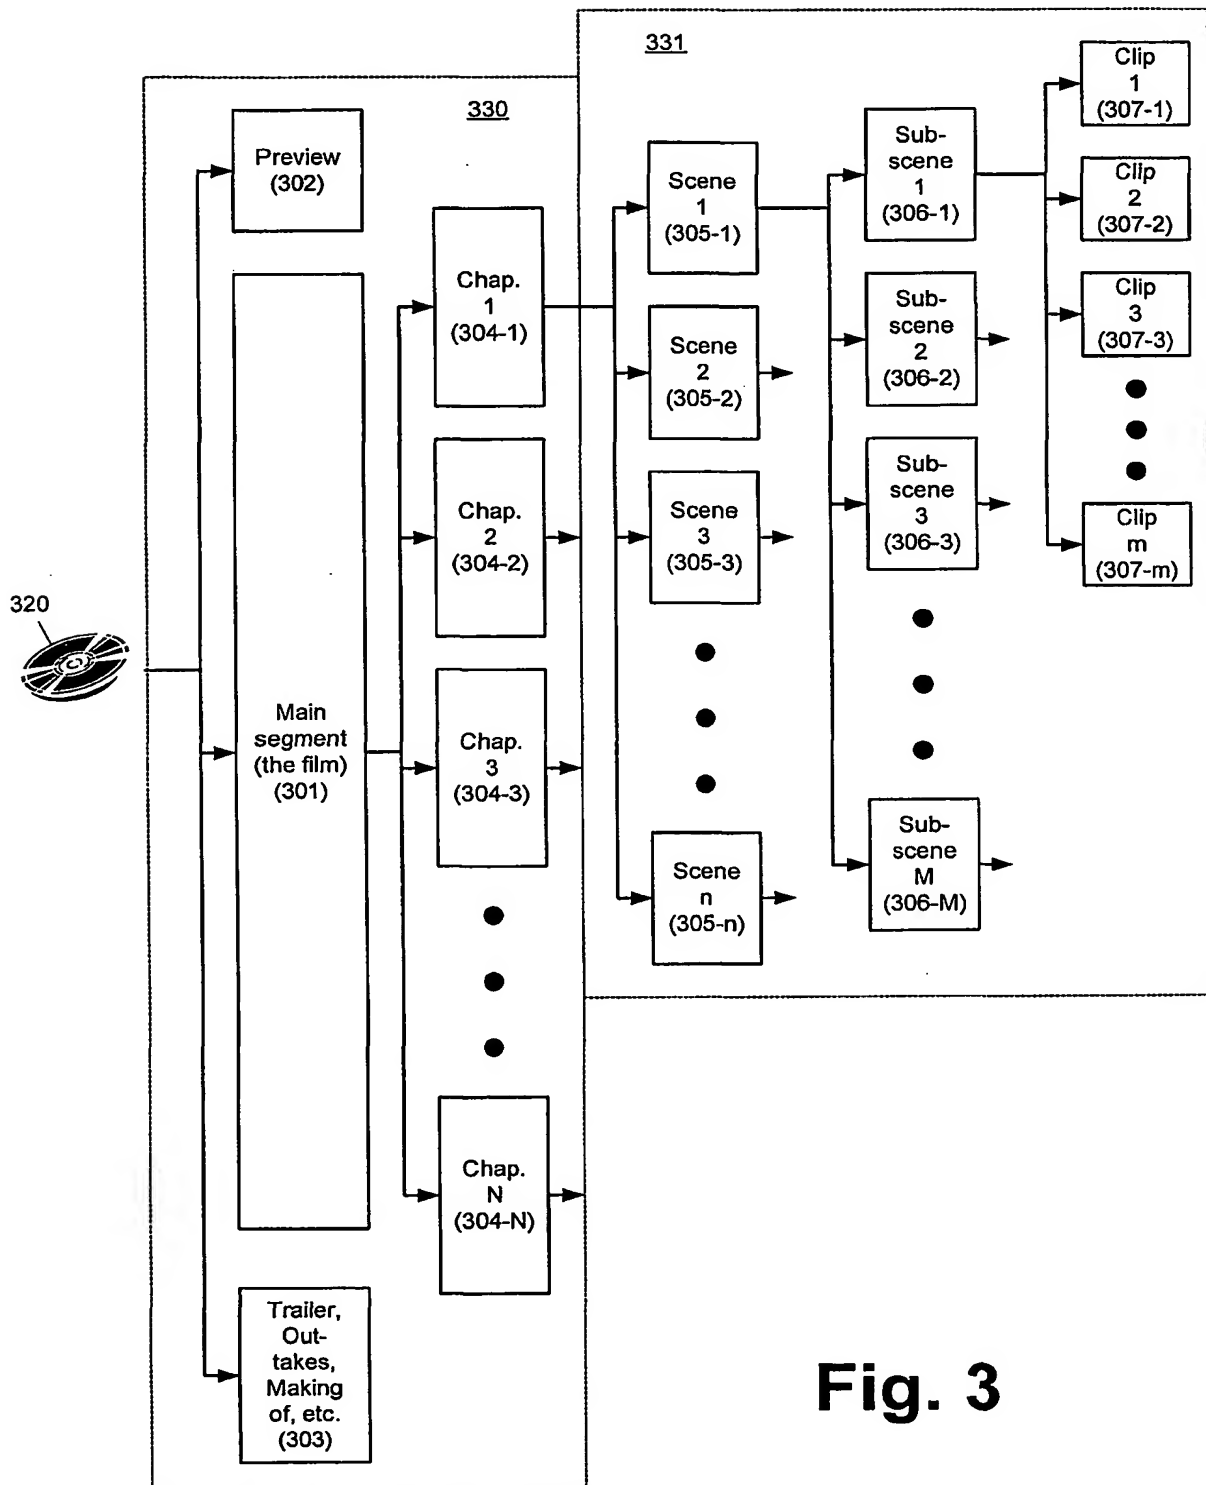 331
Clip
1
(307-1)
330
Sub-
scene
1
(306-1)
Preview
(302)
Scene
1
(305-1)
Clip
2
(307-2)
Chap.
1
(304-1)
Sub-
scene
2
(306-2)
Clip
3
(307-3)
Scene
2
(305-2)
Sub-
scene
3
(306-3)
Chap.
2
(304-2)
Scene
3
(305-3)
Clip
m
(307-m)
320
Main
segment
(the film)
(301)
Chap.
3
(304-3)
Sub-
scene
M
(306-M)
Scene
n
(305-n)
Chap.
N
(304-N)
Trailer,
Out-
takes,
Making
of, etc.
(303)
Fig. 3